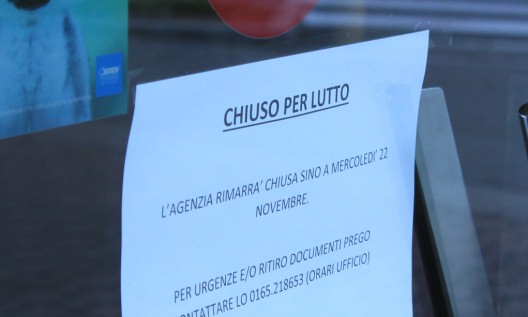 CHIUSO PER LUTTO
L'AGENZIA RIMARRA' CHIUSA SINO A MERCOLEDI' 22
NOVEMBRE.
PER URGENZE E/O RITIRO DOCUMENTI PREGO
CONTATTARE LO 0165.218653 (ORARI UFFICIO)